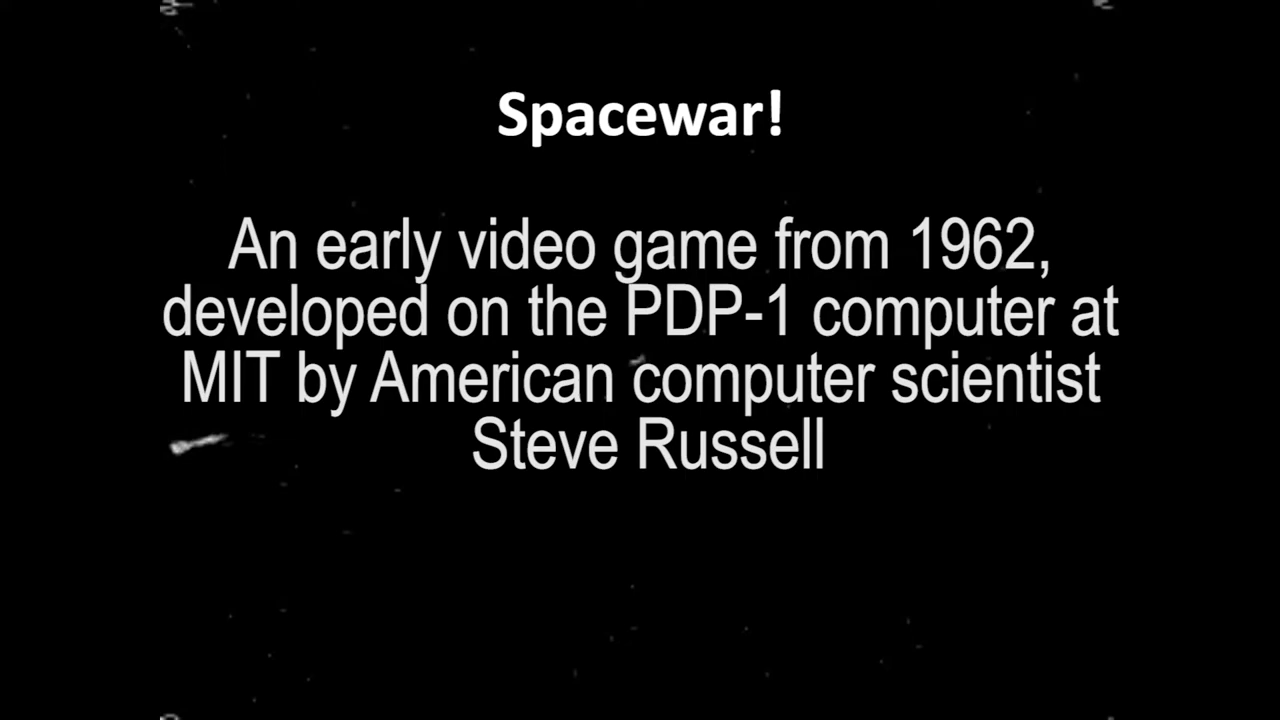 Spacewar!
An early video game from 1962,
developed on the PDP-1 computer at
MIT by American computer scientist
Steve Russell